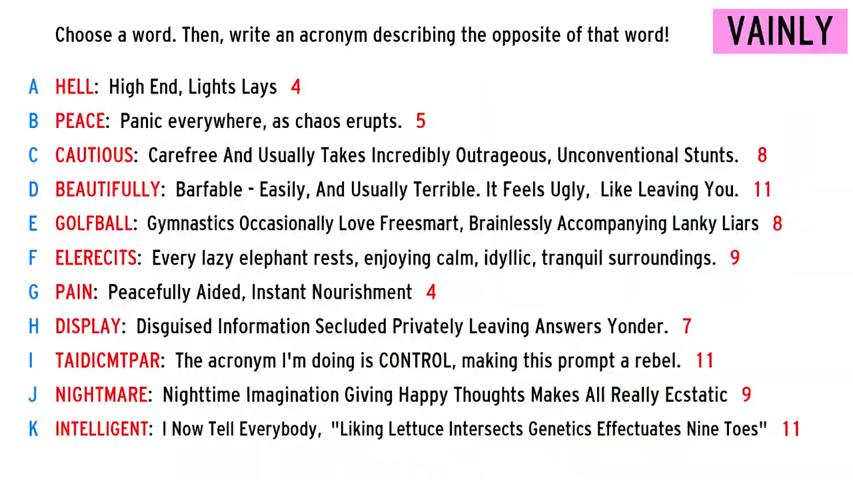 Choose a word. Then, write an acronym describing the opposite of that word!
VAINLY
A HELL: High End, Lights Lays 4
B PEACE: Panic everywhere, as chaos erupts. 5
C CAUTIOUS: Carefree And Usually Takes Incredibly Outrageous, Unconventional Stunts. 8
D BEAUTIFULLY: Barfable - Easily, And Usually Terrible. It Feels Ugly, Like Leaving You. 11
E GOLFBALL: Gymnastics Occasionally Love Freesmart, Brainlessly Accompanying Lanky Liars 8
F ELERECITS: Every lazy elephant rests, enjoying calm, idyllic, tranquil surroundings. 9
G PAIN: Peacefully Aided, Instant Nourishment 4
H DISPLAY: Disguised Information Secluded Privately Leaving Answers Yonder. 7
I TAIDICMTPAR: The acronym I'm doing is CONTROL, making this prompt a rebel. 11
J NIGHTMARE: Nighttime Imagination Giving Happy Thoughts Makes All Really Ecstatic 9
K INTELLIGENT: I Now Tell Everybody, "Liking Lettuce Intersects Genetics Effectuates Nine Toes" 11